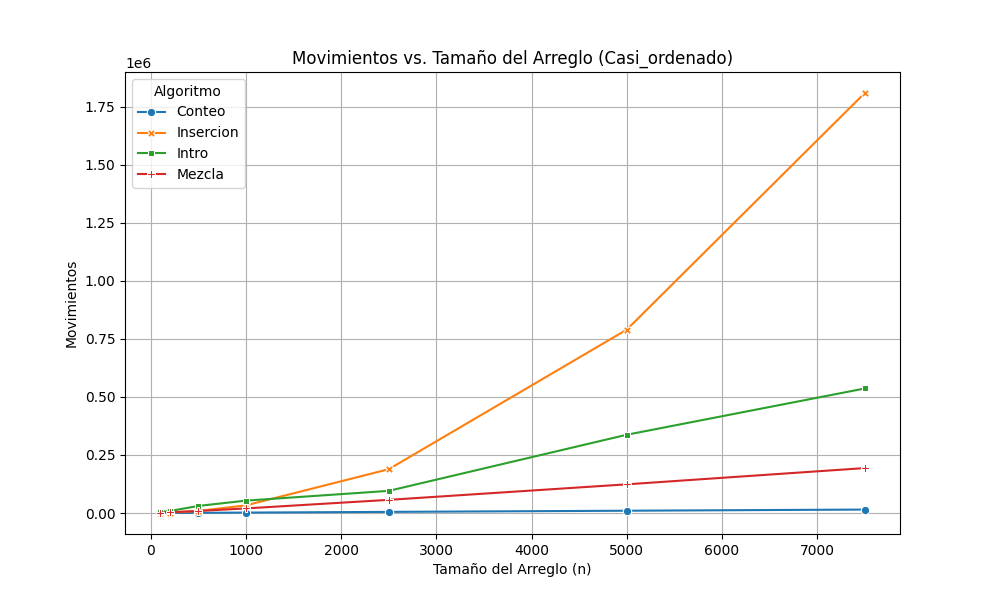 Movimientos vs. Tamaño del Arreglo (Casi_ordenado)
1e6
Algoritmo
Conteo
Insercion
Intro
Mezcla
1.75
1.50
1.25
1.00
0.75
0.50
0.25
0.00
Movimientos
0 1000 2000 3000 4000 5000 6000 7000
Tamaño del Arreglo (n)